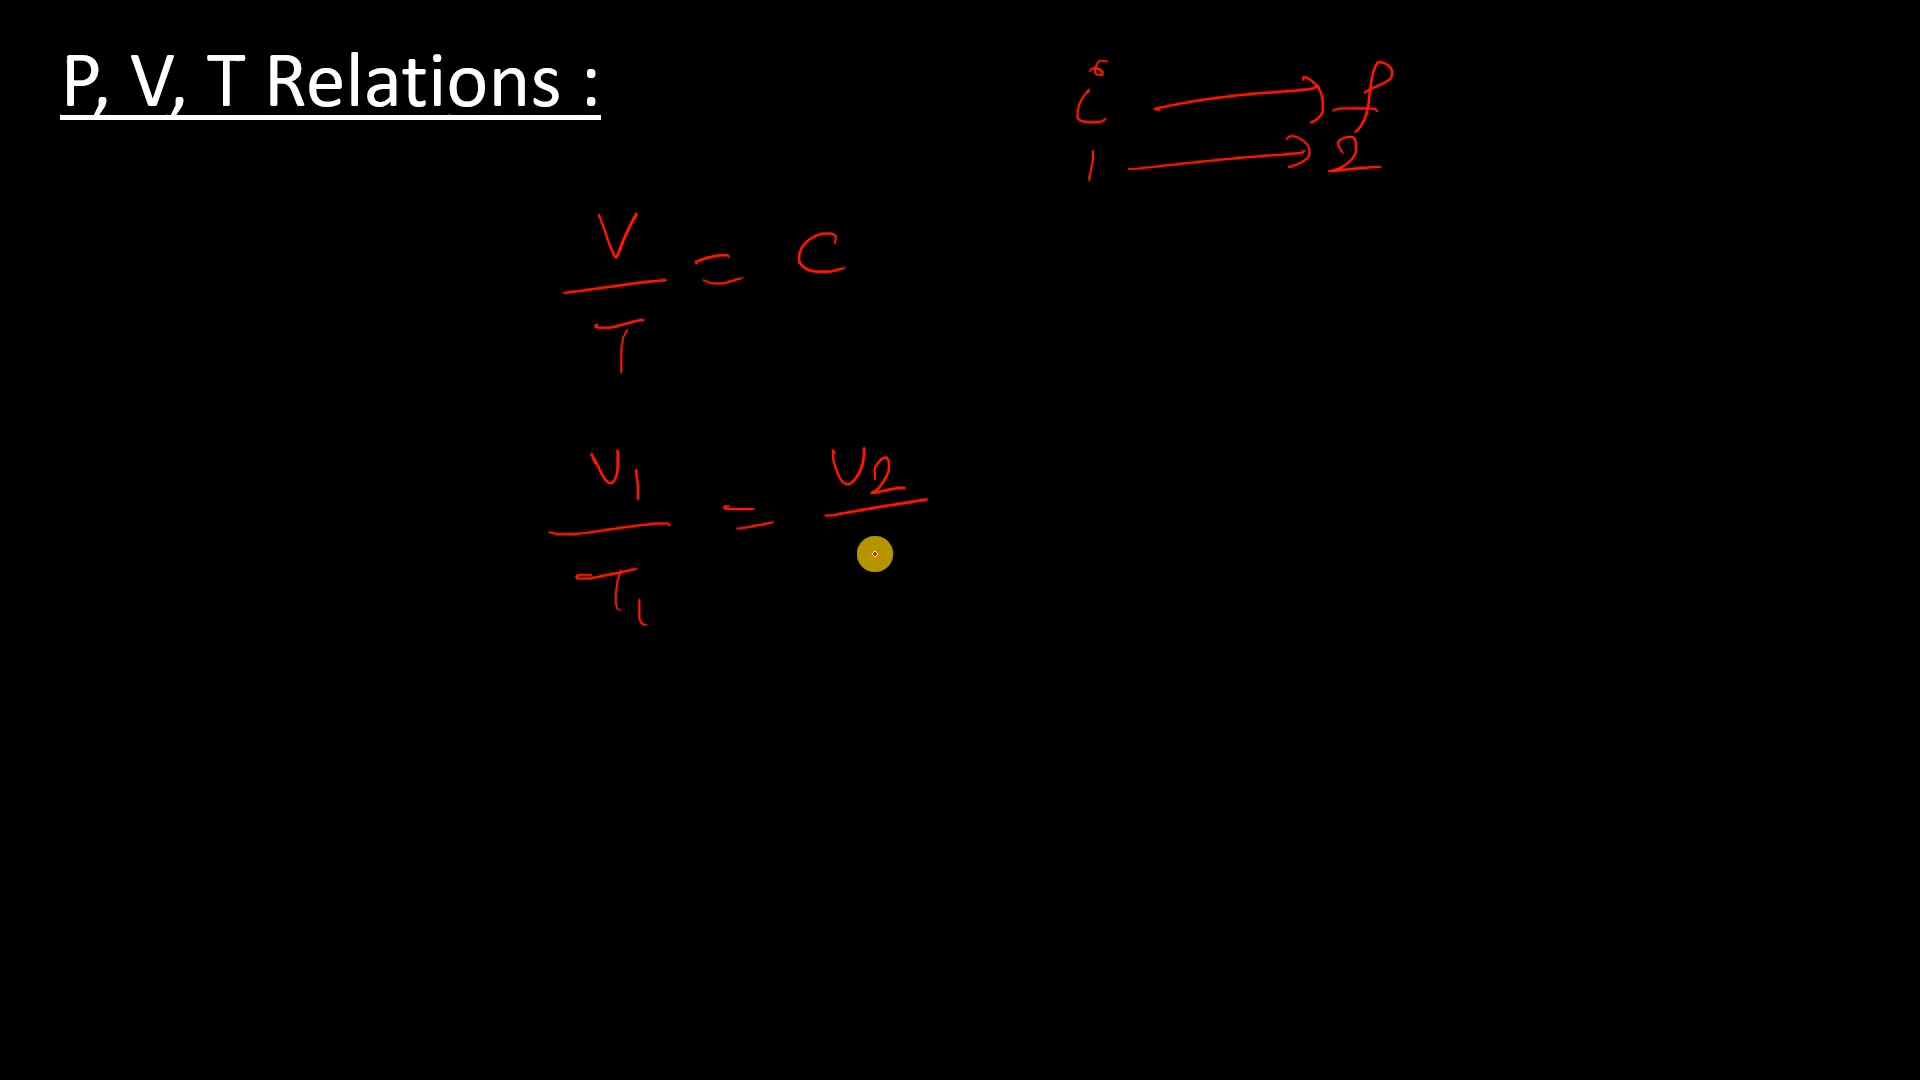 P, V, T Relations :
i → f
1 → 2
V
— = C
T
V1 = V2
— —
T1